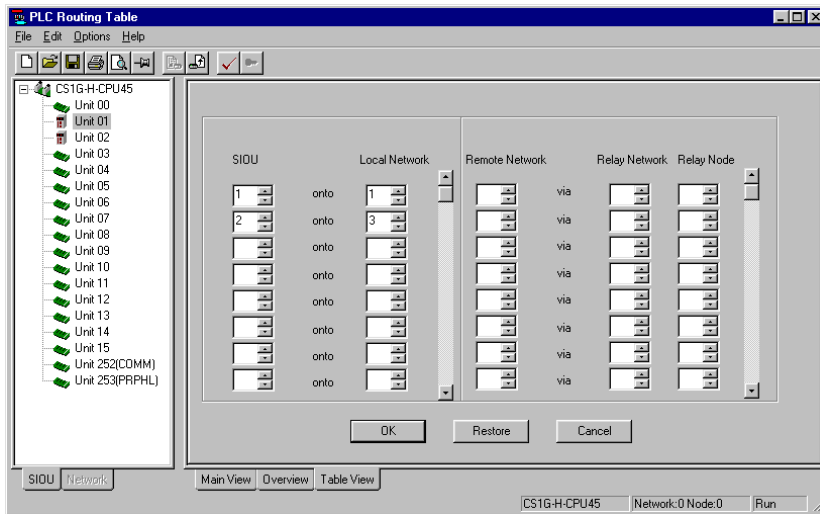 PLC Routing Table
File Edit Options Help
CS1G-H-CPU45
Unit 00
Unit 01
Unit 02
Unit 03
Unit 04
Unit 05
Unit 06
Unit 07
Unit 08
Unit 09
Unit 10
Unit 11
Unit 12
Unit 13
Unit 14
Unit 15
Unit 252(COMM)
Unit 253(PRPHL)
SIOU Network
SIOU Local Network Remote Network Relay Network Relay Node
1 onto 1 via
2 onto 3 via
onto via
onto via
onto via
onto via
onto via
onto via
OK Restore Cancel
Main View Overview Table View
CS1G-H-CPU45 Network:0 Node:0 Run